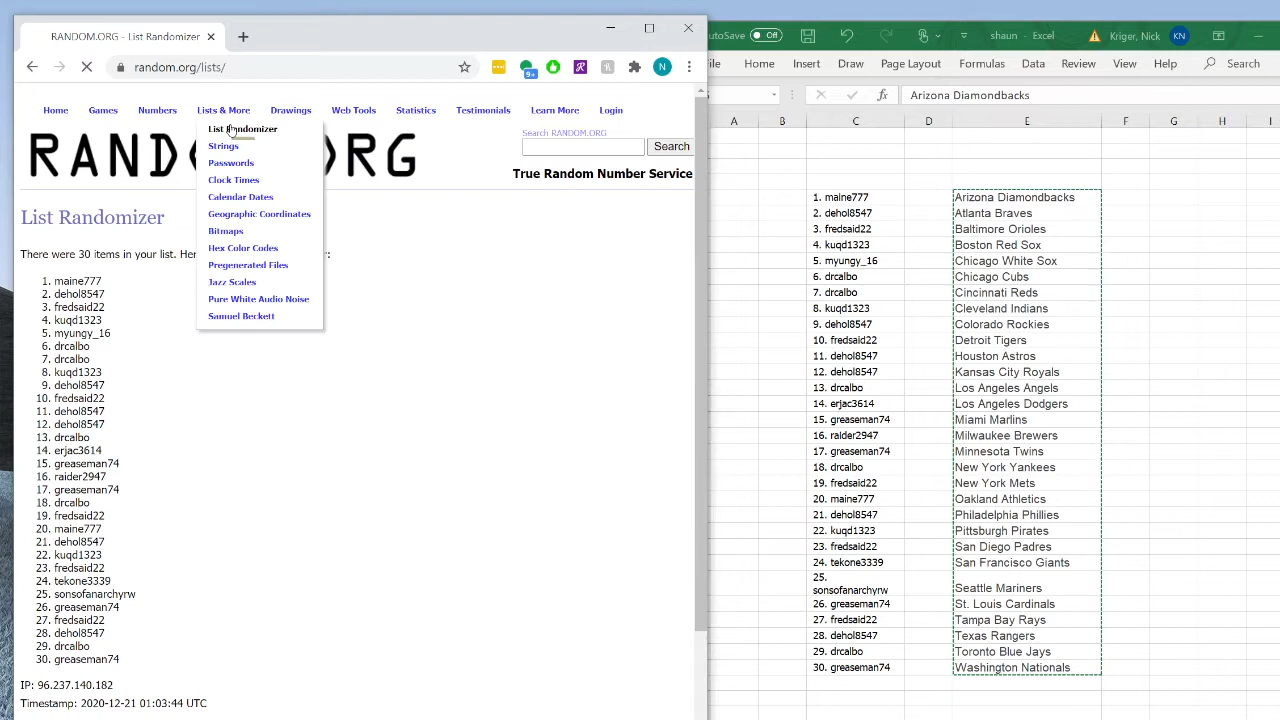 RANDOM.ORG - List Randomizer
random.org/lists/
9+
N
Home
Games
Numbers
Lists & More
Drawings
Web Tools
Statistics
Testimonials
Learn More
Login
List Randomizer
Strings
Passwords
Clock Times
Calendar Dates
Geographic Coordinates
Bitmaps
Hex Color Codes
Pregenerated Files
Jazz Scales
Pure White Audio Noise
Samuel Beckett
Search RANDOM.ORG
Search
True Random Number Service
List Randomizer
There were 30 items in your list.
1. maine777
2. dehol8547
3. fredsaid22
4. kuqd1323
5. myungy_16
6. drcalbo
7. drcalbo
8. kuqd1323
9. dehol8547
10. fredsaid22
11. dehol8547
12. dehol8547
13. drcalbo
14. erjac3614
15. greaseman74
16. raider2947
17. greaseman74
18. drcalbo
19. fredsaid22
20. maine777
21. dehol8547
22. kuqd1323
23. fredsaid22
24. tekone3339
25. sonsofanarchyrw
26. greaseman74
27. fredsaid22
28. dehol8547
29. drcalbo
30. greaseman74
IP: 96.237.140.182
Timestamp: 2020-12-21 01:03:44 UTC
utoSave Off
shaun - Excel
Kriger, Nick KN
ile
Home
Insert
Draw
Page Layout
Formulas
Data
Review
View
Help
Search
fx
Arizona Diamondbacks
A B C D E F G H I
1. maine777 Arizona Diamondbacks
2. dehol8547 Atlanta Braves
3. fredsaid22 Baltimore Orioles
4. kuqd1323 Boston Red Sox
5. myungy_16 Chicago White Sox
6. drcalbo Chicago Cubs
7. drcalbo Cincinnati Reds
8. kuqd1323 Cleveland Indians
9. dehol8547 Colorado Rockies
10. fredsaid22 Detroit Tigers
11. dehol8547 Houston Astros
12. dehol8547 Kansas City Royals
13. drcalbo Los Angeles Angels
14. erjac3614 Los Angeles Dodgers
15. greaseman74 Miami Marlins
16. raider2947 Milwaukee Brewers
17. greaseman74 Minnesota Twins
18. drcalbo New York Yankees
19. fredsaid22 New York Mets
20. maine777 Oakland Athletics
21. dehol8547 Philadelphia Phillies
22. kuqd1323 Pittsburgh Pirates
23. fredsaid22 San Diego Padres
24. tekone3339 San Francisco Giants
25.
sonsofanarchyrw Seattle Mariners
26. greaseman74 St. Louis Cardinals
27. fredsaid22 Tampa Bay Rays
28. dehol8547 Texas Rangers
29. drcalbo Toronto Blue Jays
30. greaseman74 Washington Nationals